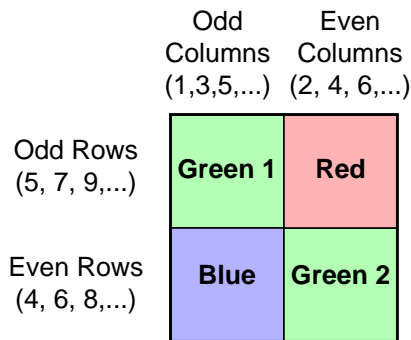 Odd
Columns
(1,3,5,...)
Even
Columns
(2, 4, 6,...)
Odd Rows
(5, 7, 9,...)
Green 1
Red
Even Rows
(4, 6, 8,...)
Blue
Green 2